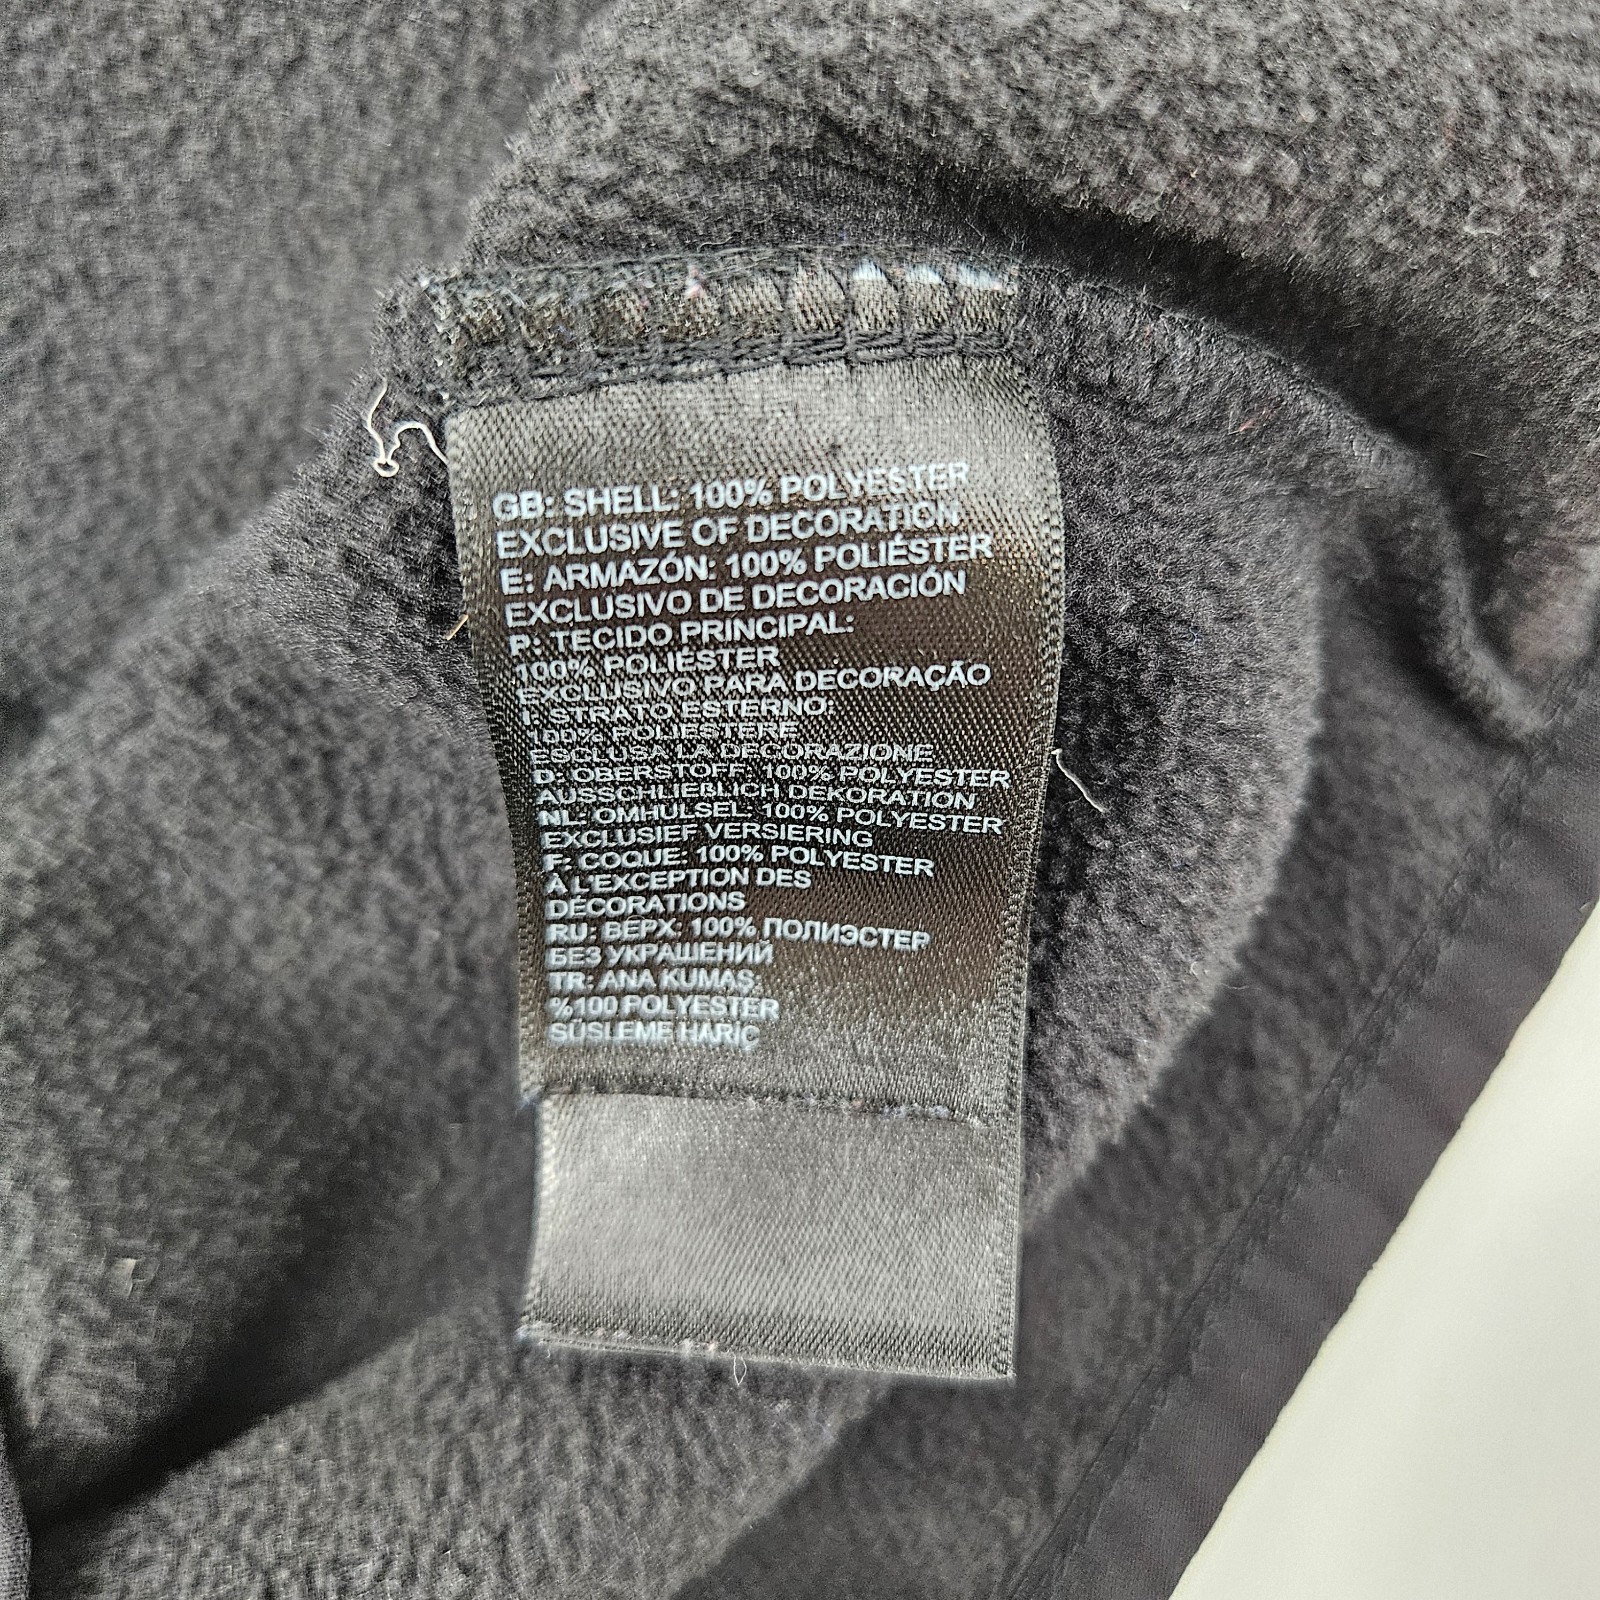 GB: SHELL: 100% POLYESTER
EXCLUSIVE OF DECORATION
E: ARMAZÓN: 100% POLIÉSTER
EXCLUSIVO DE DECORACIÓN
P: TECIDO PRINCIPAL:
100% POLIÉSTER
EXCLUSIVO PARA DECORAÇÃO
I: STRATO ESTERNO:
100% POLIESTERE
ESCLUSA LA DECORAZIONE
D: OBERSTOFF: 100% POLYESTER
AUSSCHLIEßLICH DEKORATION
NL: OMHULSEL: 100% POLYESTER
EXCLUSIEF VERSIERING
F: COQUE: 100% POLYESTER
À L'EXCEPTION DES
DÉCORATIONS
RU: ВЕРХ: 100% ПОЛИЭСТЕР
БЕЗ УКРАШЕНИЙ
TR: ANA KUMAŞ:
%100 POLYESTER
SÜSLEME HARİÇ